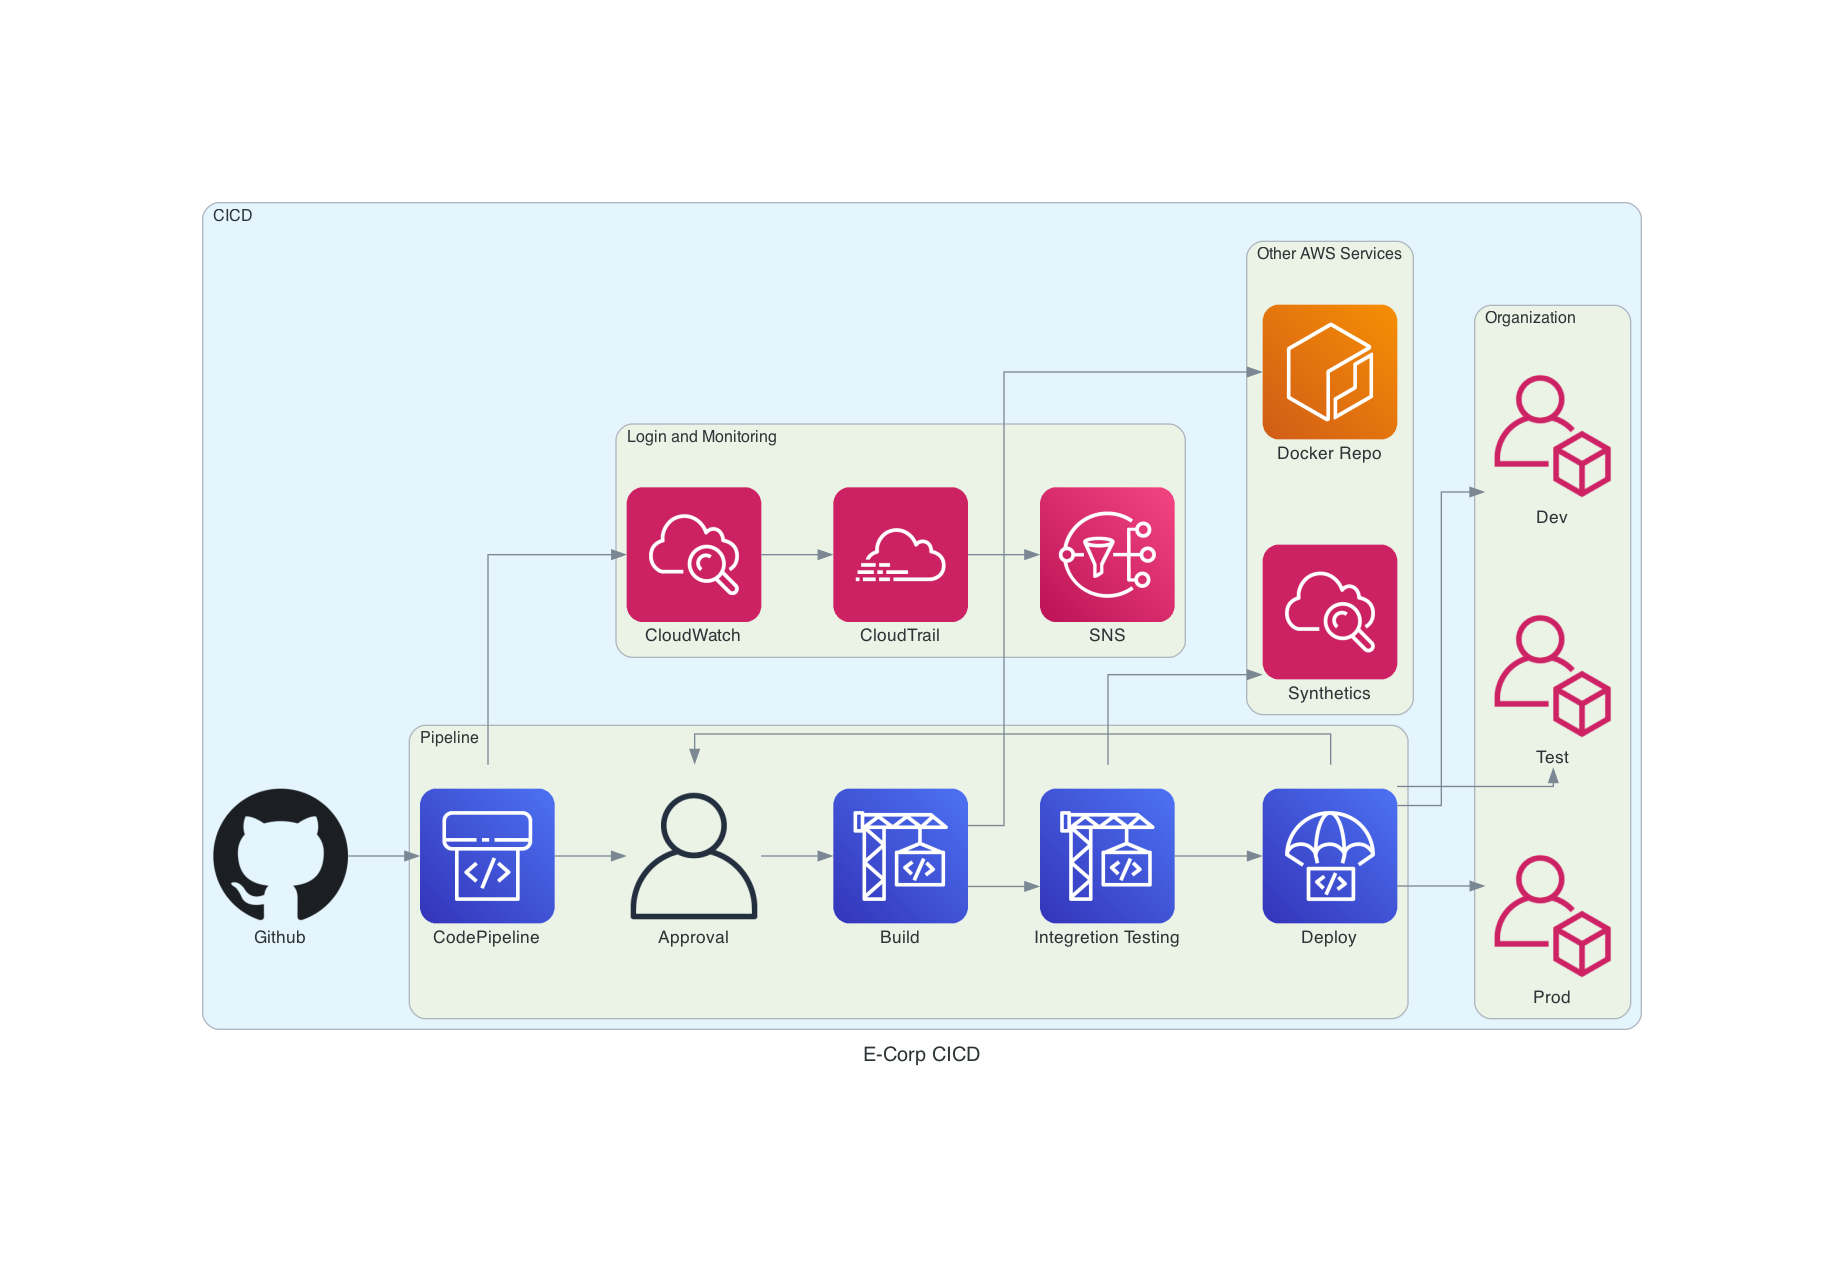 CICD
Other AWS Services
Docker Repo
Synthetics
Organization
Dev
Test
Prod
Login and Monitoring
CloudWatch
CloudTrail
SNS
Pipeline
Github
CodePipeline
Approval
Build
Integretion Testing
Deploy
E-Corp CICD